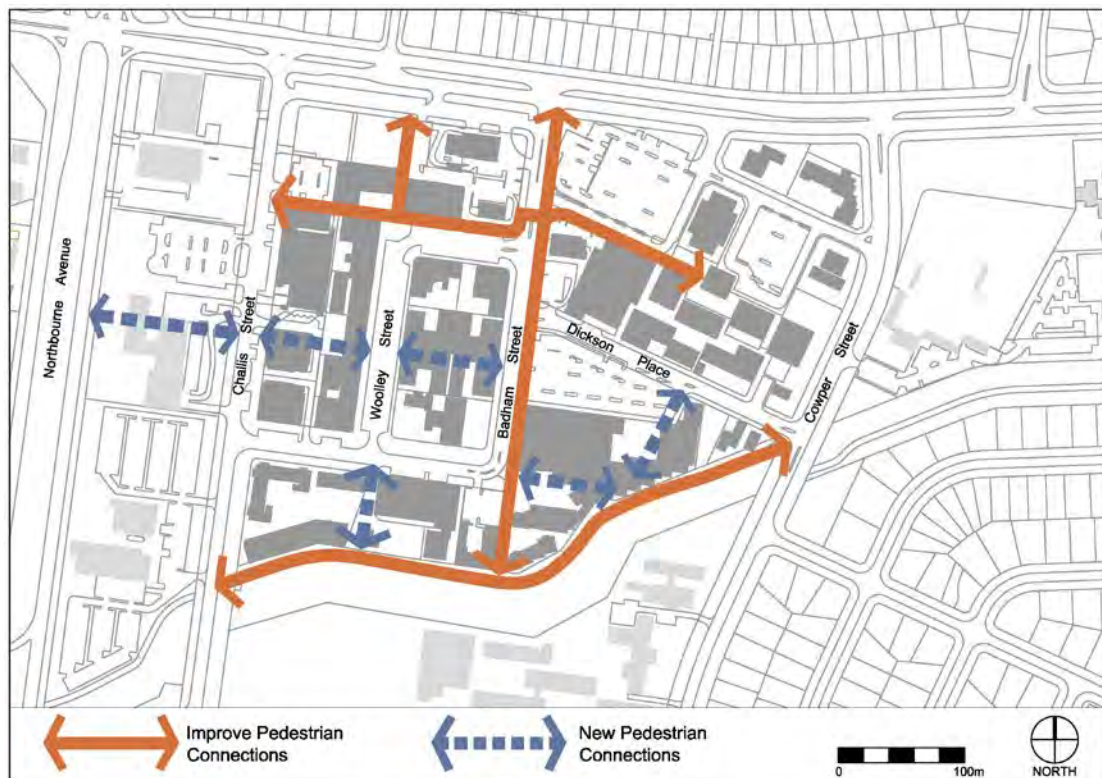 Northbourne Avenue
Challis Street
Woolley Street
Badham Street
Dickson Place
Cowper Street
Improve Pedestrian
Connections
New Pedestrian
Connections
0
100m
NORTH